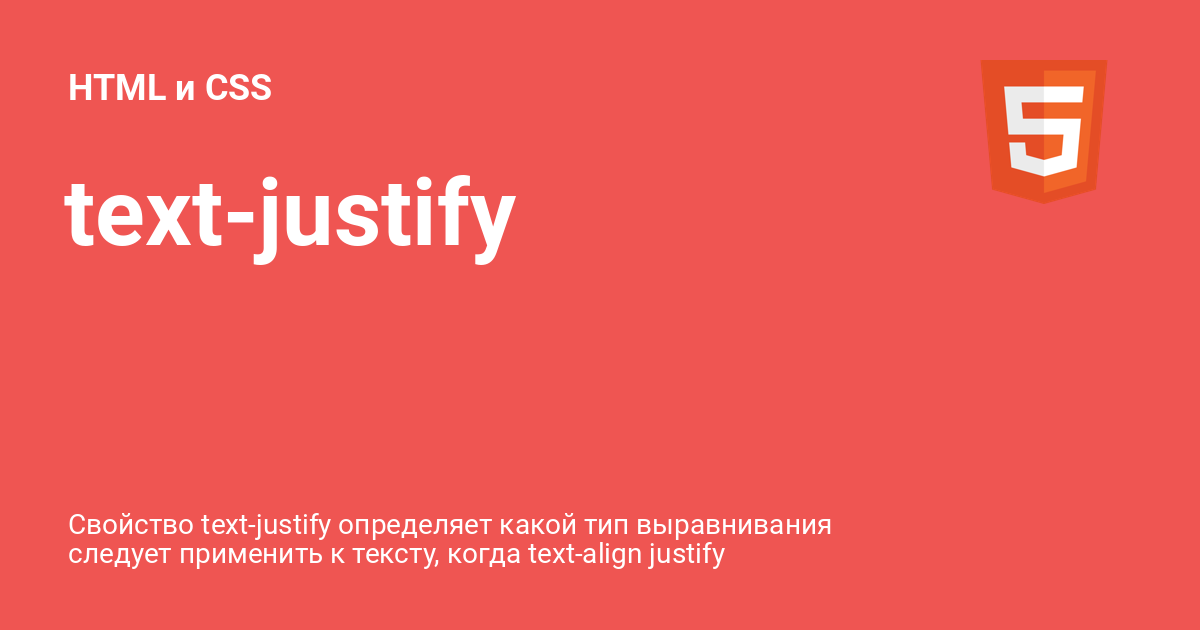 HTML и CSS
text-justify
Свойство text-justify определяет какой тип выравнивания
следует применить к тексту, когда text-align justify